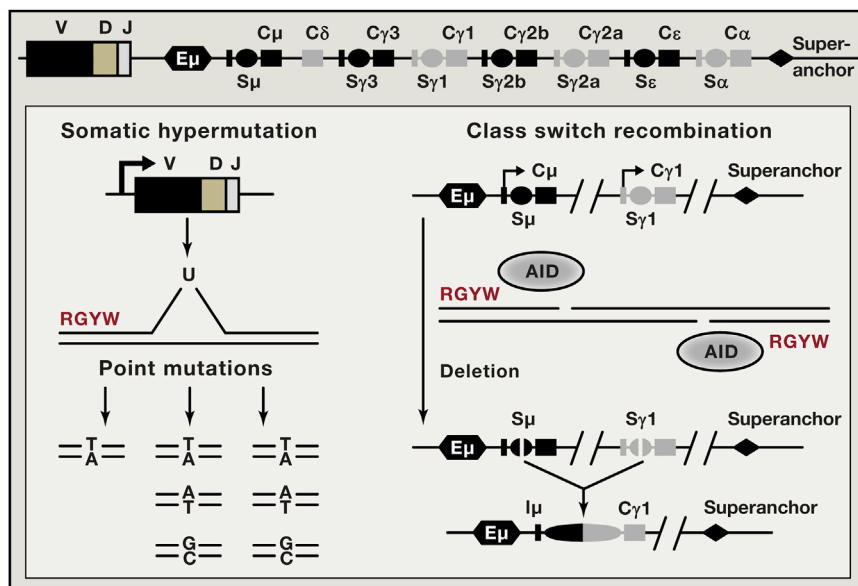 V D J Cμ Cδ Cγ3 Cγ1 Cγ2b Cγ2a Cε Cα
Eμ Super-
anchor
Sμ Sγ3 Sγ1 Sγ2b Sγ2a Sε Sα
Somatic hypermutation
V D J
U
RGYW
Point mutations
T T T
A A A
A A
T T
G G
C C
Class switch recombination
Cμ Cγ1 Superanchor
Eμ
Sμ Sγ1
AID
RGYW
AID RGYW
Deletion
Sμ Sγ1 Superanchor
Eμ
Iμ Cγ1 Superanchor
Eμ